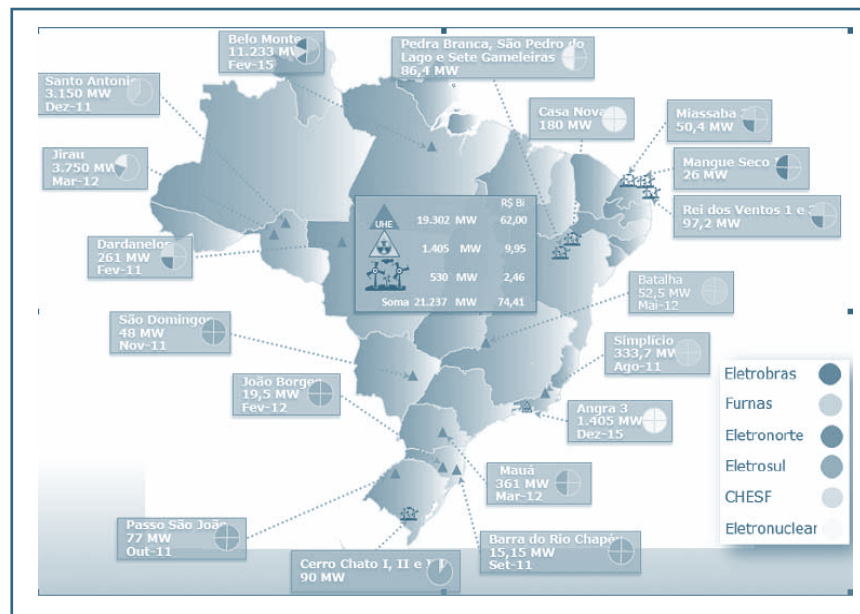 Belo Monte
11.233 MW
Fev-15
Pedra Branca, São Pedro do
Lago e Sete Gameleiras
86,4 MW
Santo Antonio
3.150 MW
Dez-11
Casa Nova
180 MW
Miassaba
50,4 MW
Jirau
3.750 MW
Mar-12
Mangue Seco
26 MW
Rei dos Ventos 1 e
97,2 MW
Dardanelos
261 MW
Fev-11
R$ Bi
UHE 19.302 MW 62,00
1.405 MW 9,95
530 MW 2,46
Soma 21.237 MW 74,41
Batalha
52,5 MW
Mai-12
São Domingos
48 MW
Nov-11
Simplício
333,7 MW
Ago-11
João Borges
19,5 MW
Fev-12
Angra 3
1.405 MW
Dez-15
Mauá
361 MW
Mar-12
Passo São João
77 MW
Out-11
Cerro Chato I, II e
90 MW
Barra do Rio Chapéu
15,15 MW
Set-11
Eletrobras
Furnas
Eletronorte
Eletrosul
CHESF
Eletronuclear